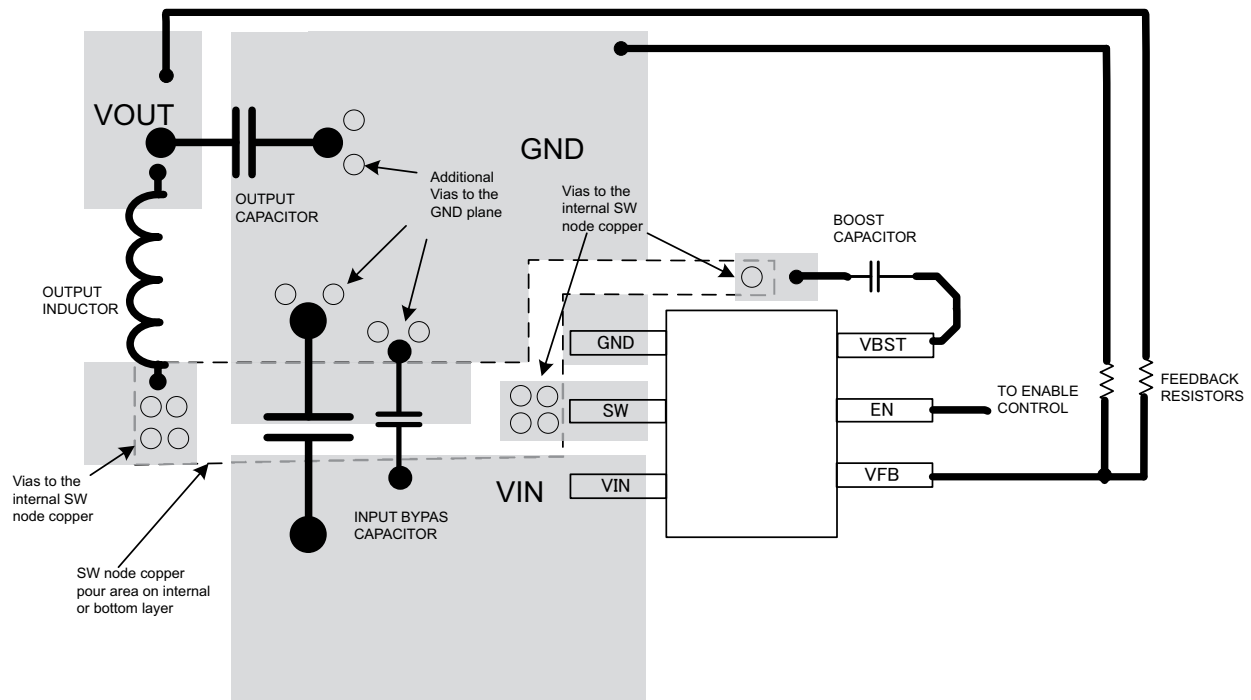 VOUT
GND
OUTPUT
CAPACITOR
Additional
Vias to the
GND plane
Vias to the
internal SW
node copper
BOOST
CAPACITOR
OUTPUT
INDUCTOR
GND
VBST
SW
EN
TO ENABLE
CONTROL
FEEDBACK
RESISTORS
VIN
VIN
VFB
Vias to the
internal SW
node copper
INPUT BYPAS
CAPACITOR
SW node copper
pour area on internal
or bottom layer